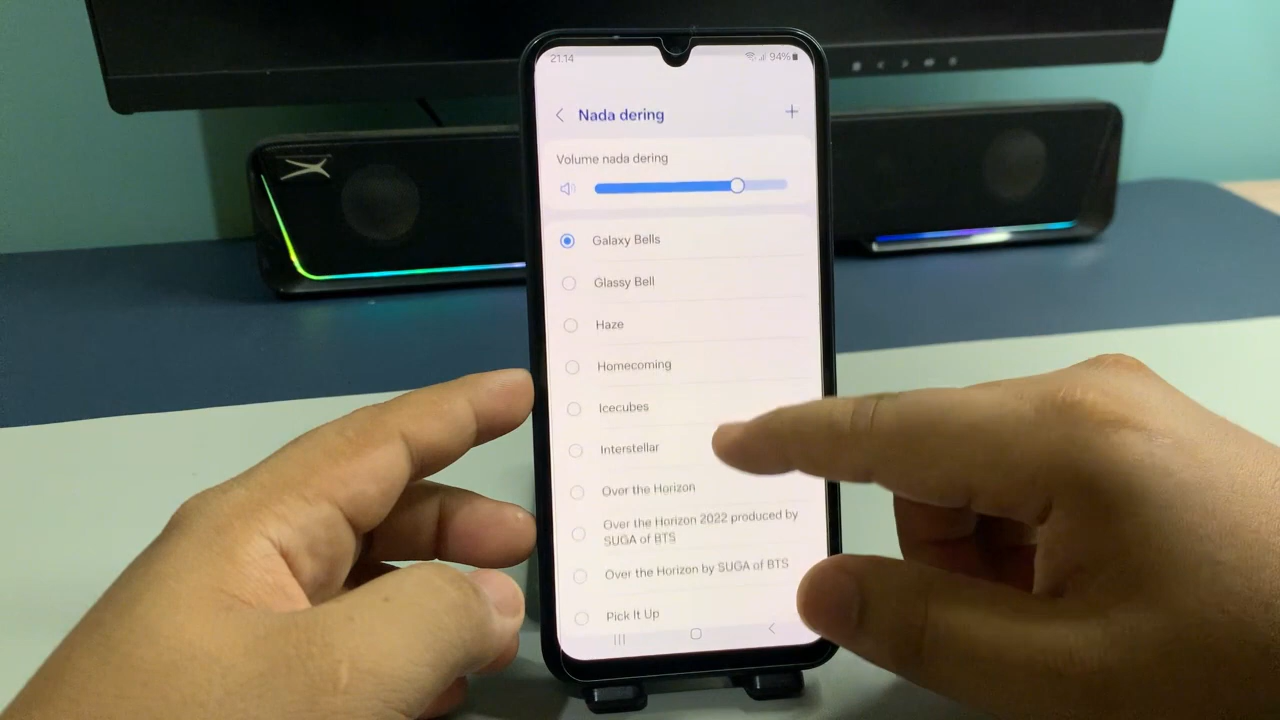 21.14
94%
Nada dering
Volume nada dering
Galaxy Bells
Glassy Bell
Haze
Homecoming
Icecubes
Interstellar
Over the Horizon
Over the Horizon 2022 produced by
SUGA of BTS
Over the Horizon by SUGA of BTS
Pick It Up